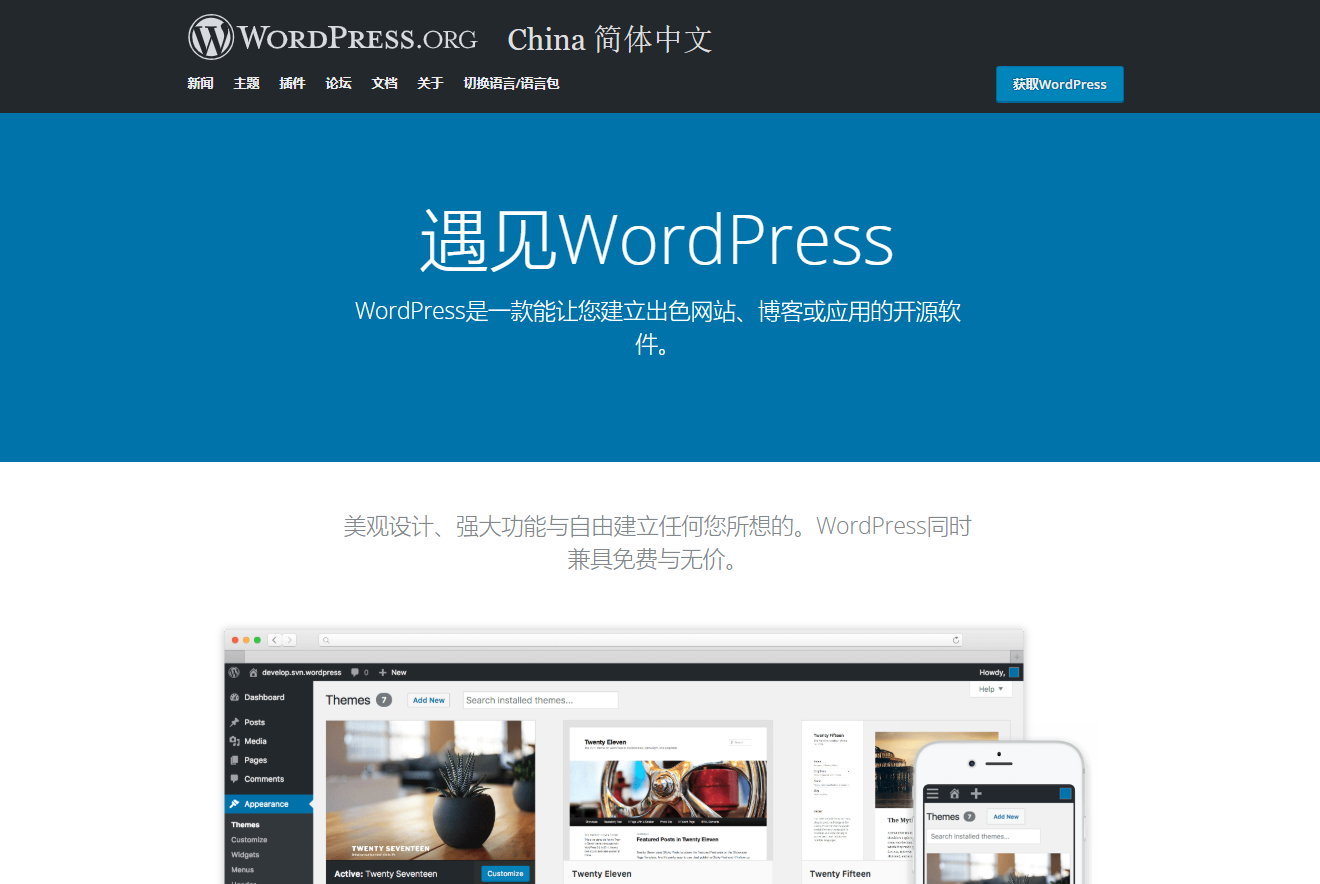 WORDPRESS.ORG China 简体中文
新闻 主题 插件 论坛 文档 关于 切换语言/语言包
获取WordPress
遇见WordPress
WordPress是一款能让您建立出色网站、博客或应用的开源软
件。
美观设计、强大功能与自由建立任何您所想的。WordPress同时
兼具免费与无价。
develop.svn.wordpress 0 New Howdy,
Help
Dashboard
Posts
Media
Pages
Comments
Appearance
Themes
Customize
Widgets
Menus
Header
Themes 7 Add New Search installed themes...
TWENTY SEVENTEEN
Active: Twenty Seventeen Customize
Twenty Eleven
Featured Posts in Twenty Eleven
Twenty Eleven
Twenty Fifteen
The Myth
Twenty Fifteen
Themes 7 Add New
Search installed themes...